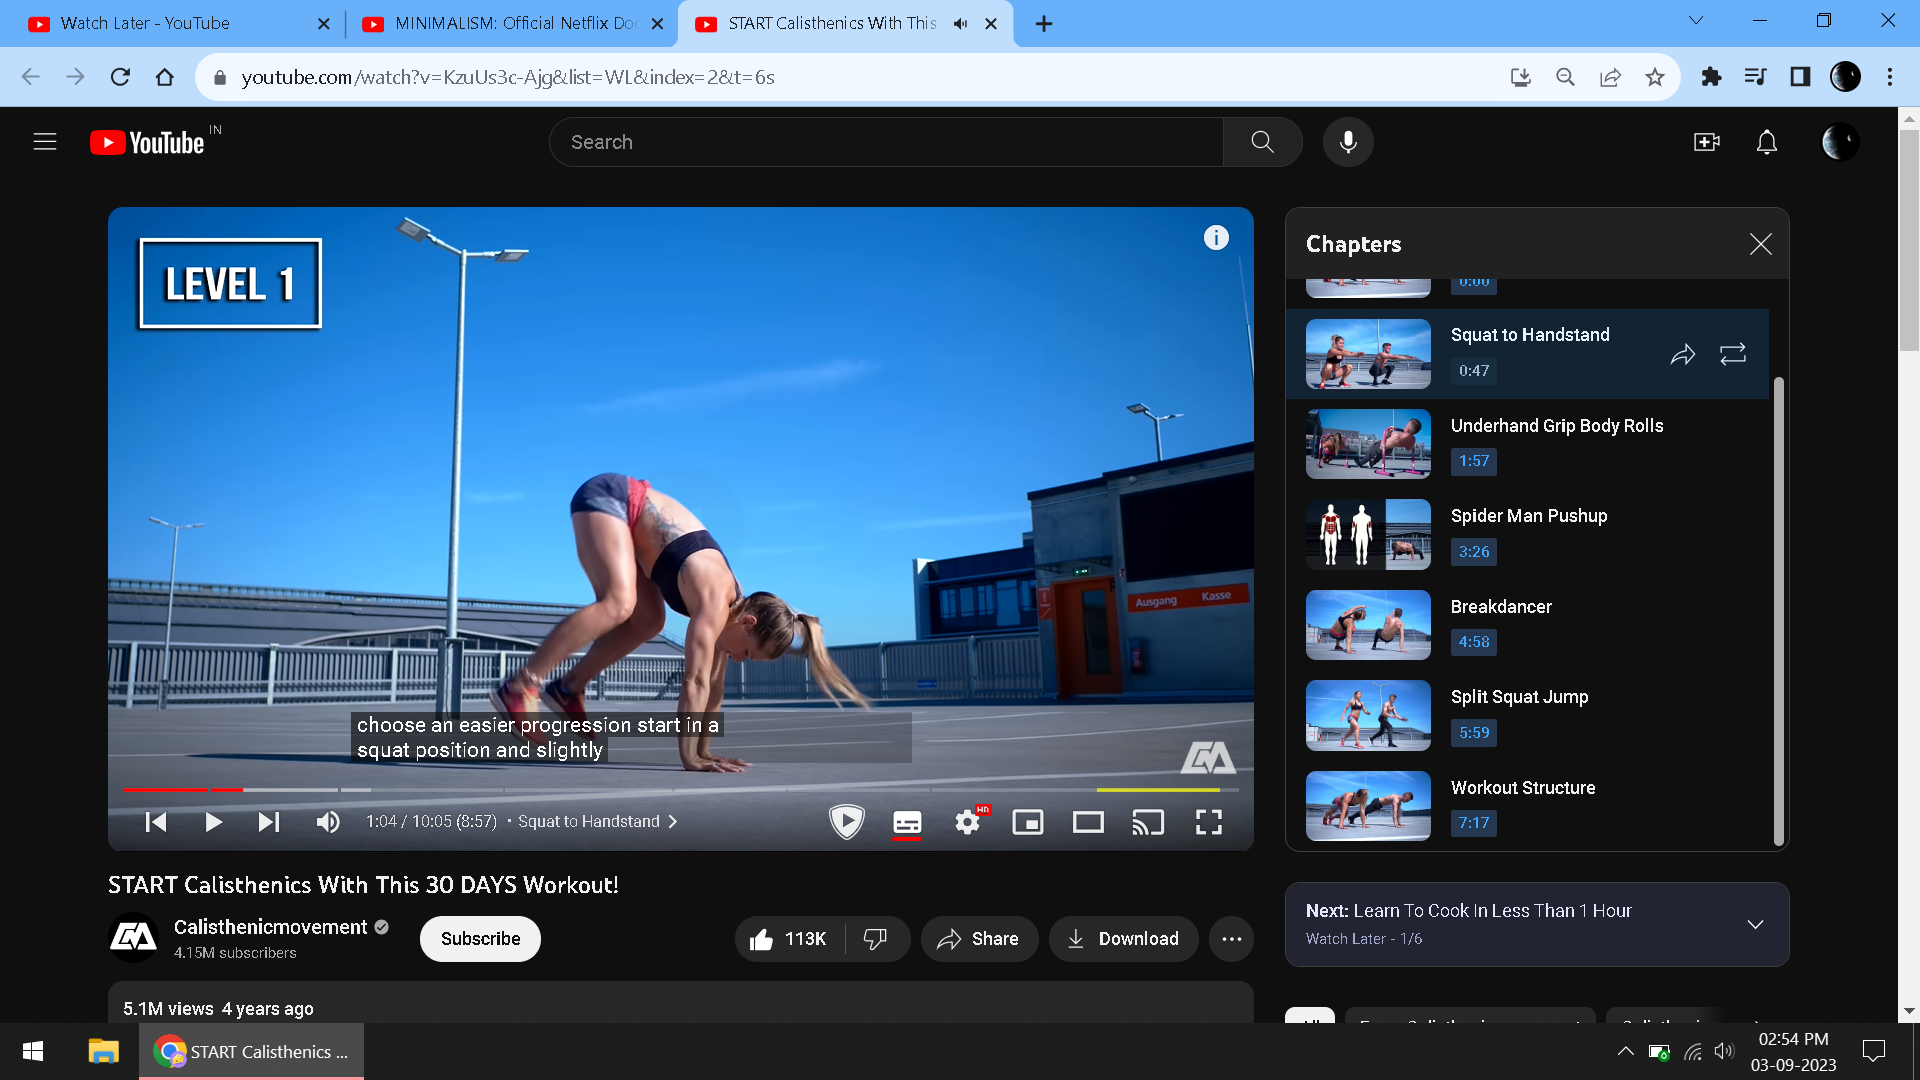 Watch Later - YouTube
MINIMALISM: Official Netflix Do
START Calisthenics With This
youtube.com/watch?v=KzuUs3c-Ajg&list=WL&index=2&t=6s
YouTube IN
Search
LEVEL 1
Ausgang Kasse
choose an easier progression start in a
squat position and slightly
1:04 / 10:05 (8:57) • Squat to Handstand
HD
Chapters
0:00
Squat to Handstand
0:47
Underhand Grip Body Rolls
1:57
Spider Man Pushup
3:26
Breakdancer
4:58
Split Squat Jump
5:59
Workout Structure
7:17
START Calisthenics With This 30 DAYS Workout!
Calisthenicmovement
4.15M subscribers
Subscribe
113K
Share
Download
Next: Learn To Cook In Less Than 1 Hour
Watch Later - 1/6
5.1M views 4 years ago
START Calisthenics ...
02:54 PM
03-09-2023